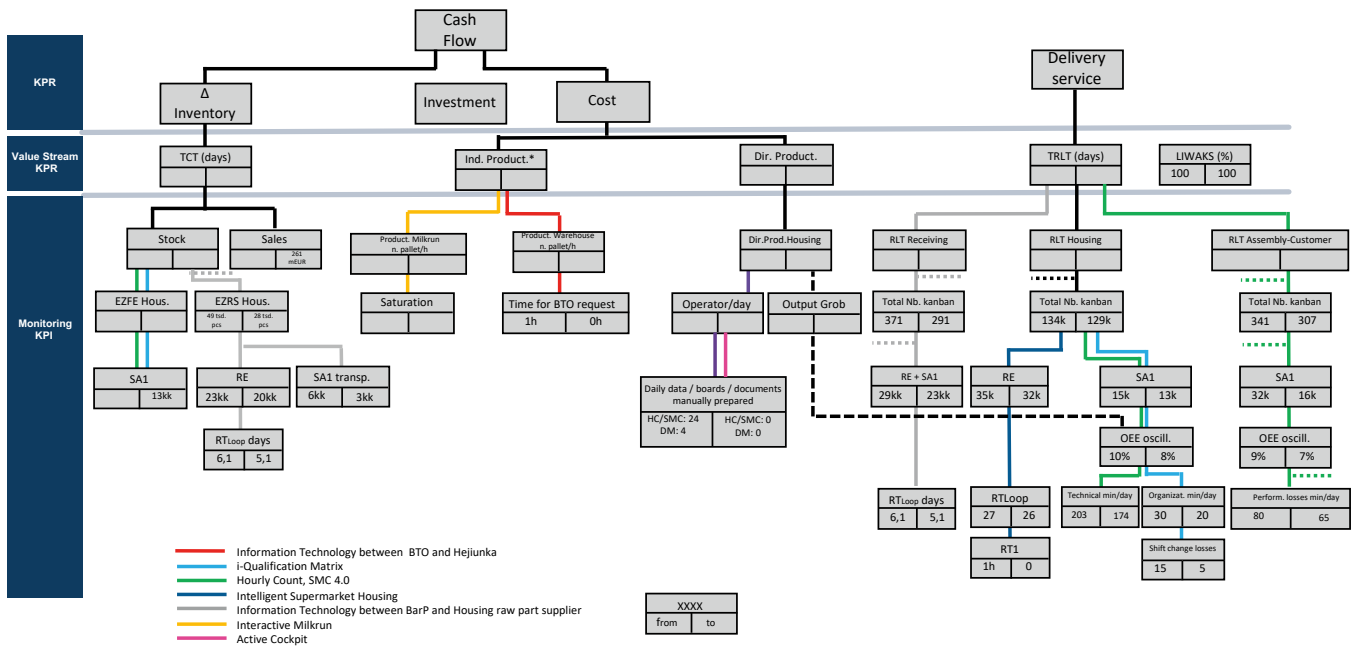 Cash
Flow
KPR
Delivery
service
Δ
Inventory
Investment
Cost
Value Stream
KPR
TCT (days)
Ind. Product.*
Dir. Product.
TRLT (days)
LIWAKS (%)
100 100
Monitoring
KPI
Stock
Sales
261
mEUR
Product. Milkrun
n. pallet/h
Product. Warehouse
n. pallet/h
Dir.Prod.Housing
RLT Receiving
RLT Housing
RLT Assembly-Customer
EZFE Hous.
EZRS Hous.
49 tsd.
pcs
28 tsd.
pcs
Saturation
Time for BTO request
1h 0h
Operator/day
Output Grob
Total Nb. kanban
371 291
Total Nb. kanban
134k 129k
Total Nb. kanban
341 307
SA1
13kk
RE
23kk 20kk
SA1 transp.
6kk 3kk
Daily data / boards / documents
manually prepared
HC/SMC: 24
DM: 4
HC/SMC: 0
DM: 0
RE + SA1
29kk 23kk
RE
35k 32k
SA1
15k 13k
SA1
32k 16k
RTLoop days
6,1 5,1
OEE oscill.
10% 8%
OEE oscill.
9% 7%
RTLoop days
6,1 5,1
RTLoop
27 26
Technical min/day
203 174
Organizat. min/day
30 20
Perform. losses min/day
80 65
RT1
1h 0
Shift change losses
15 5
Information Technology between BTO and Hejiunka
i-Qualification Matrix
Hourly Count, SMC 4.0
Intelligent Supermarket Housing
Information Technology between BarP and Housing raw part supplier
Interactive Milkrun
Active Cockpit
XXXX
from to